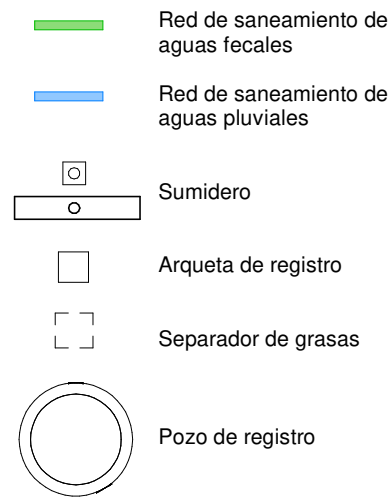 Red de saneamiento de
aguas fecales
Red de saneamiento de
aguas pluviales
Sumidero
Arqueta de registro
Separador de grasas
Pozo de registro